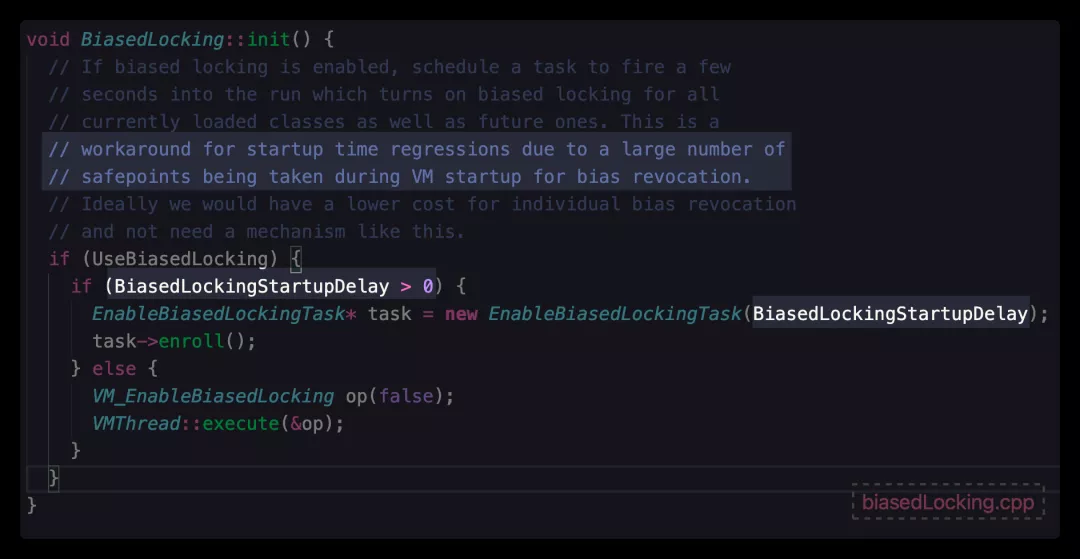 void BiasedLocking::init() {
// If biased locking is enabled, schedule a task to fire a few
// seconds into the run which turns on biased locking for all
// currently loaded classes as well as future ones. This is a
// workaround for startup time regressions due to a large number of
// safepoints being taken during VM startup for bias revocation.
// Ideally we would have a lower cost for individual bias revocation
// and not need a mechanism like this.
if (UseBiasedLocking) {
if (BiasedLockingStartupDelay > 0) {
EnableBiasedLockingTask* task = new EnableBiasedLockingTask(BiasedLockingStartupDelay);
task->enroll();
} else {
VM_EnableBiasedLocking op(false);
VMThread::execute(&op);
}
}
}
biasedLocking.cpp